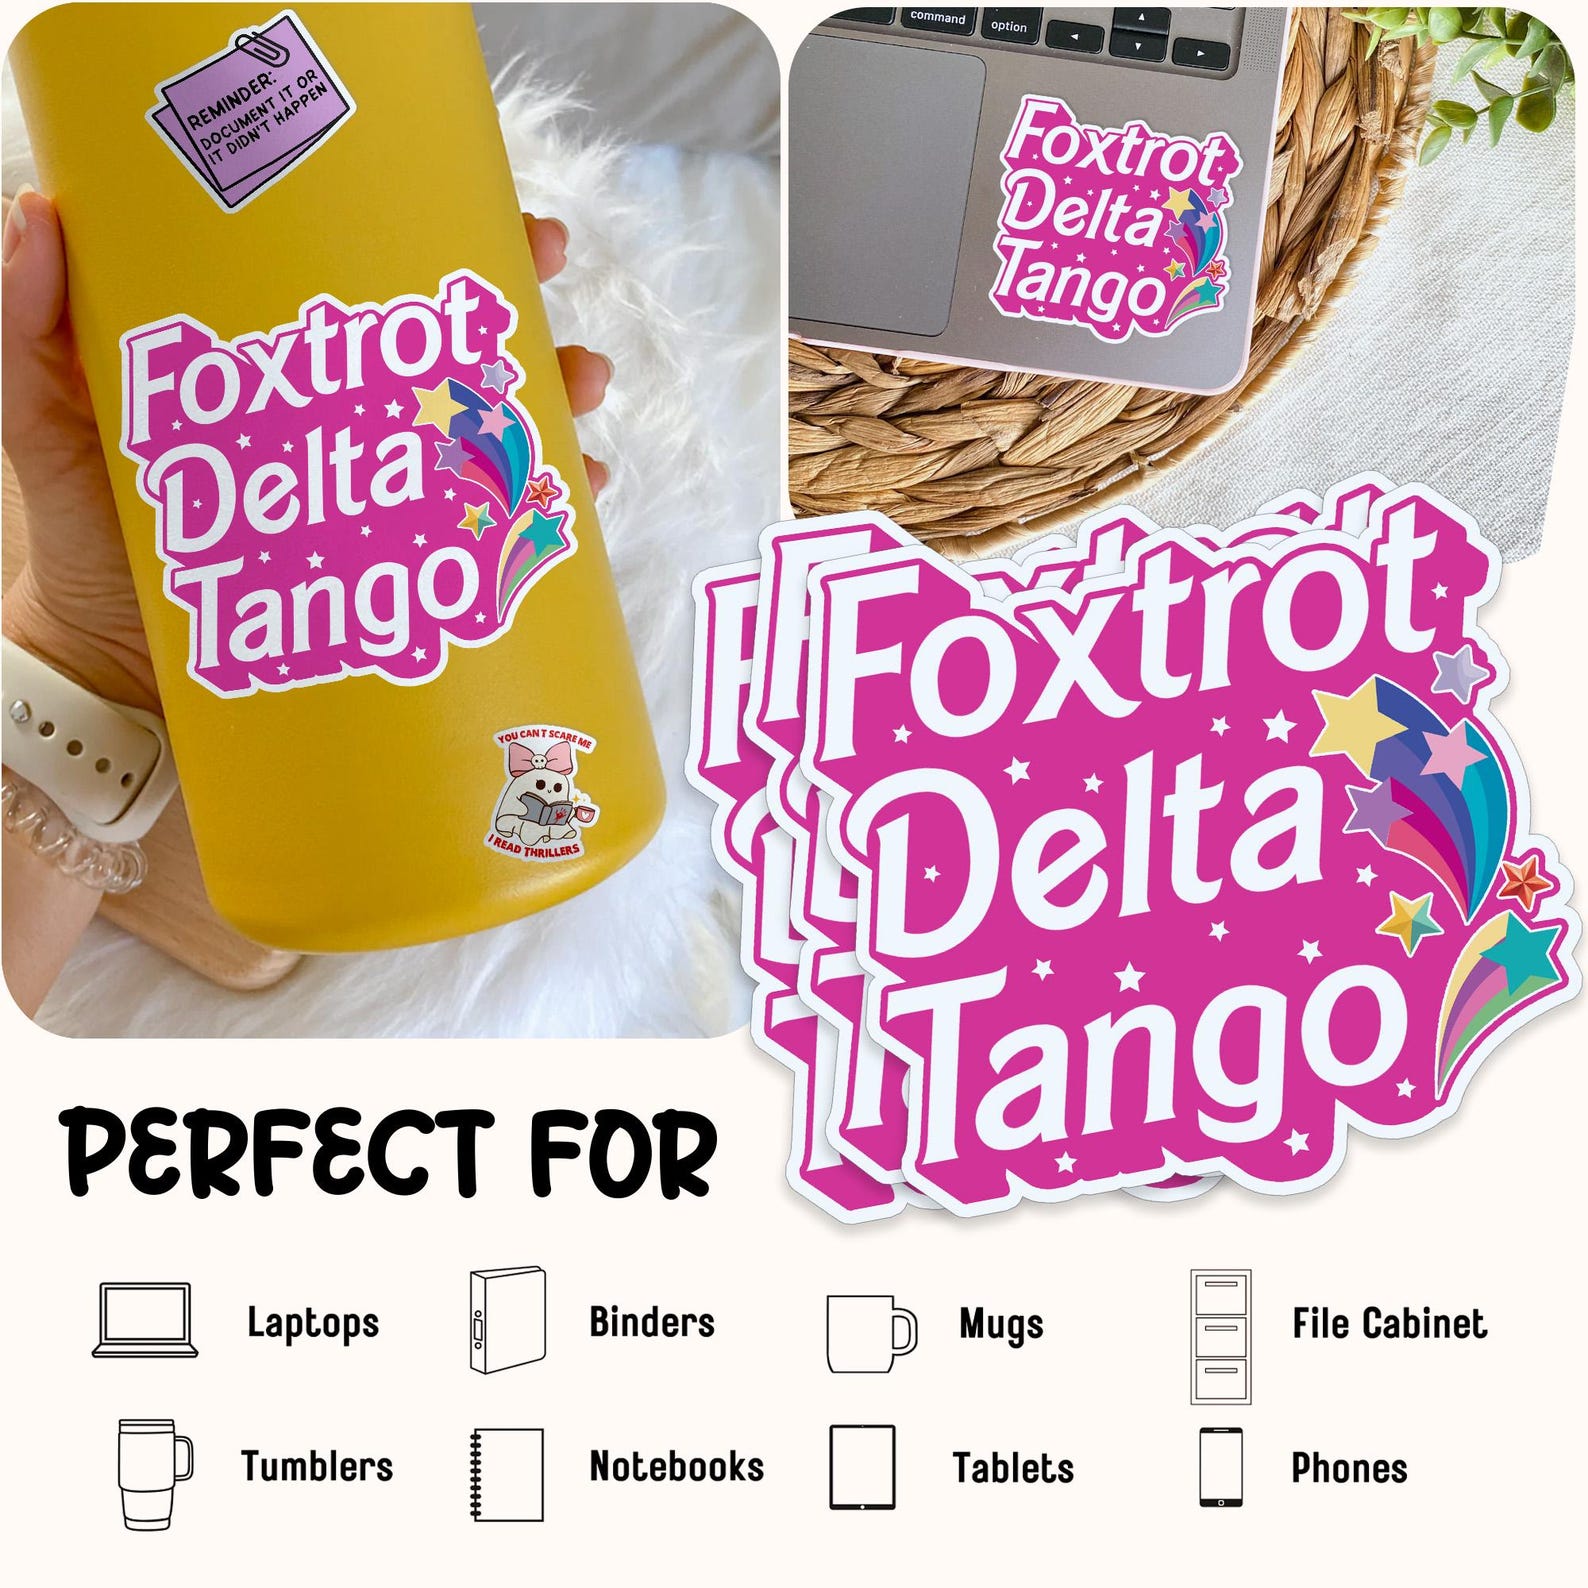 REMINDER:
DOCUMENT IT OR
IT DIDN'T HAPPEN
Foxtrot
Delta
Tango
YOU CAN'T SCARE ME
I READ THRILLERS
command
option
Foxtrot
Delta
Tango
Foxtrot
Delta
Tango
PERFECT FOR
Laptops
Binders
Mugs
File Cabinet
Tumblers
Notebooks
Tablets
Phones